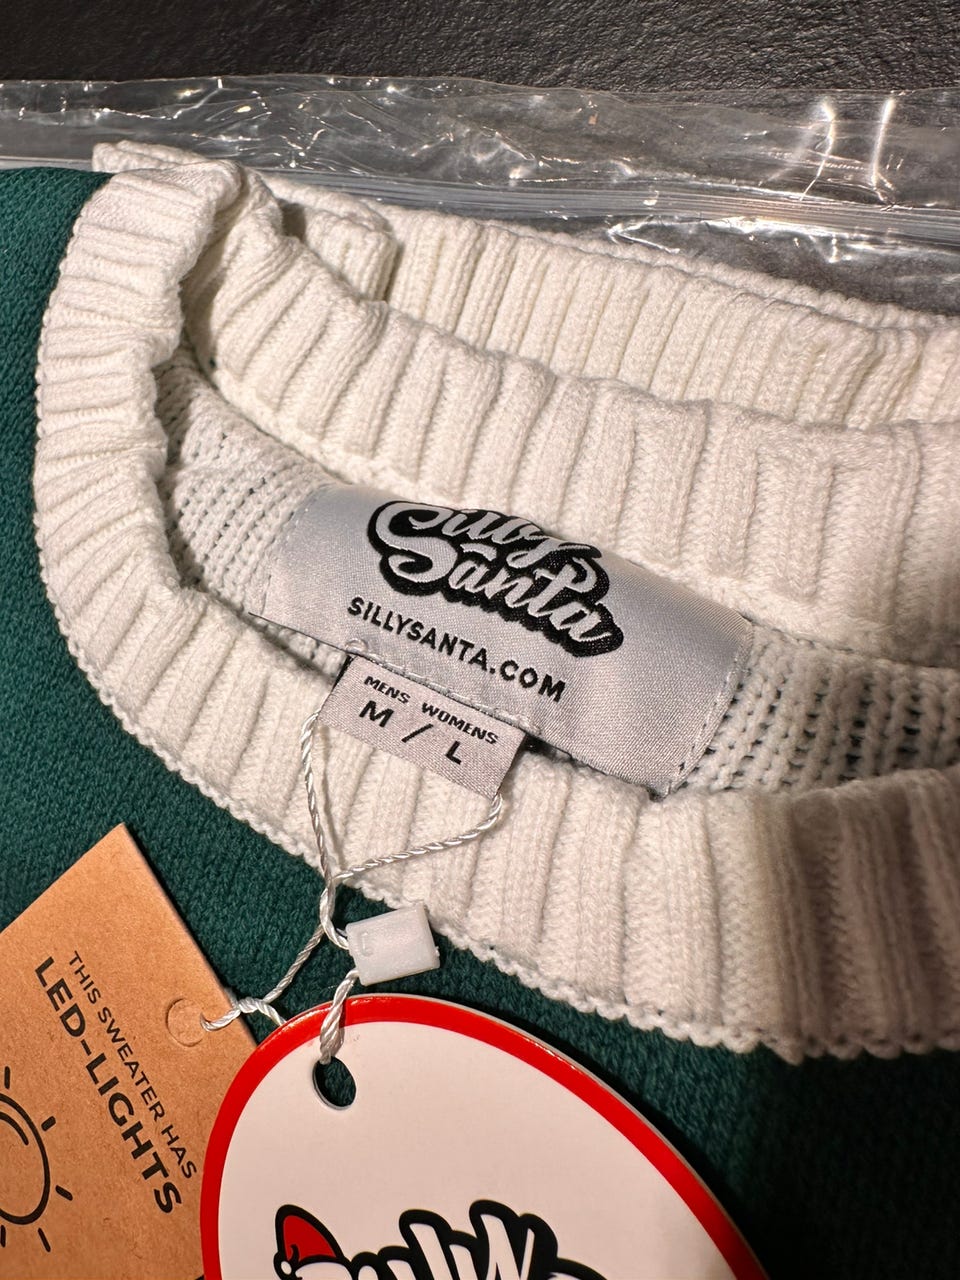 Silly
Santa
SILLYSANTA.COM
MENS WOMENS
M / L
THIS SWEATER HAS
LED-LIGHTS